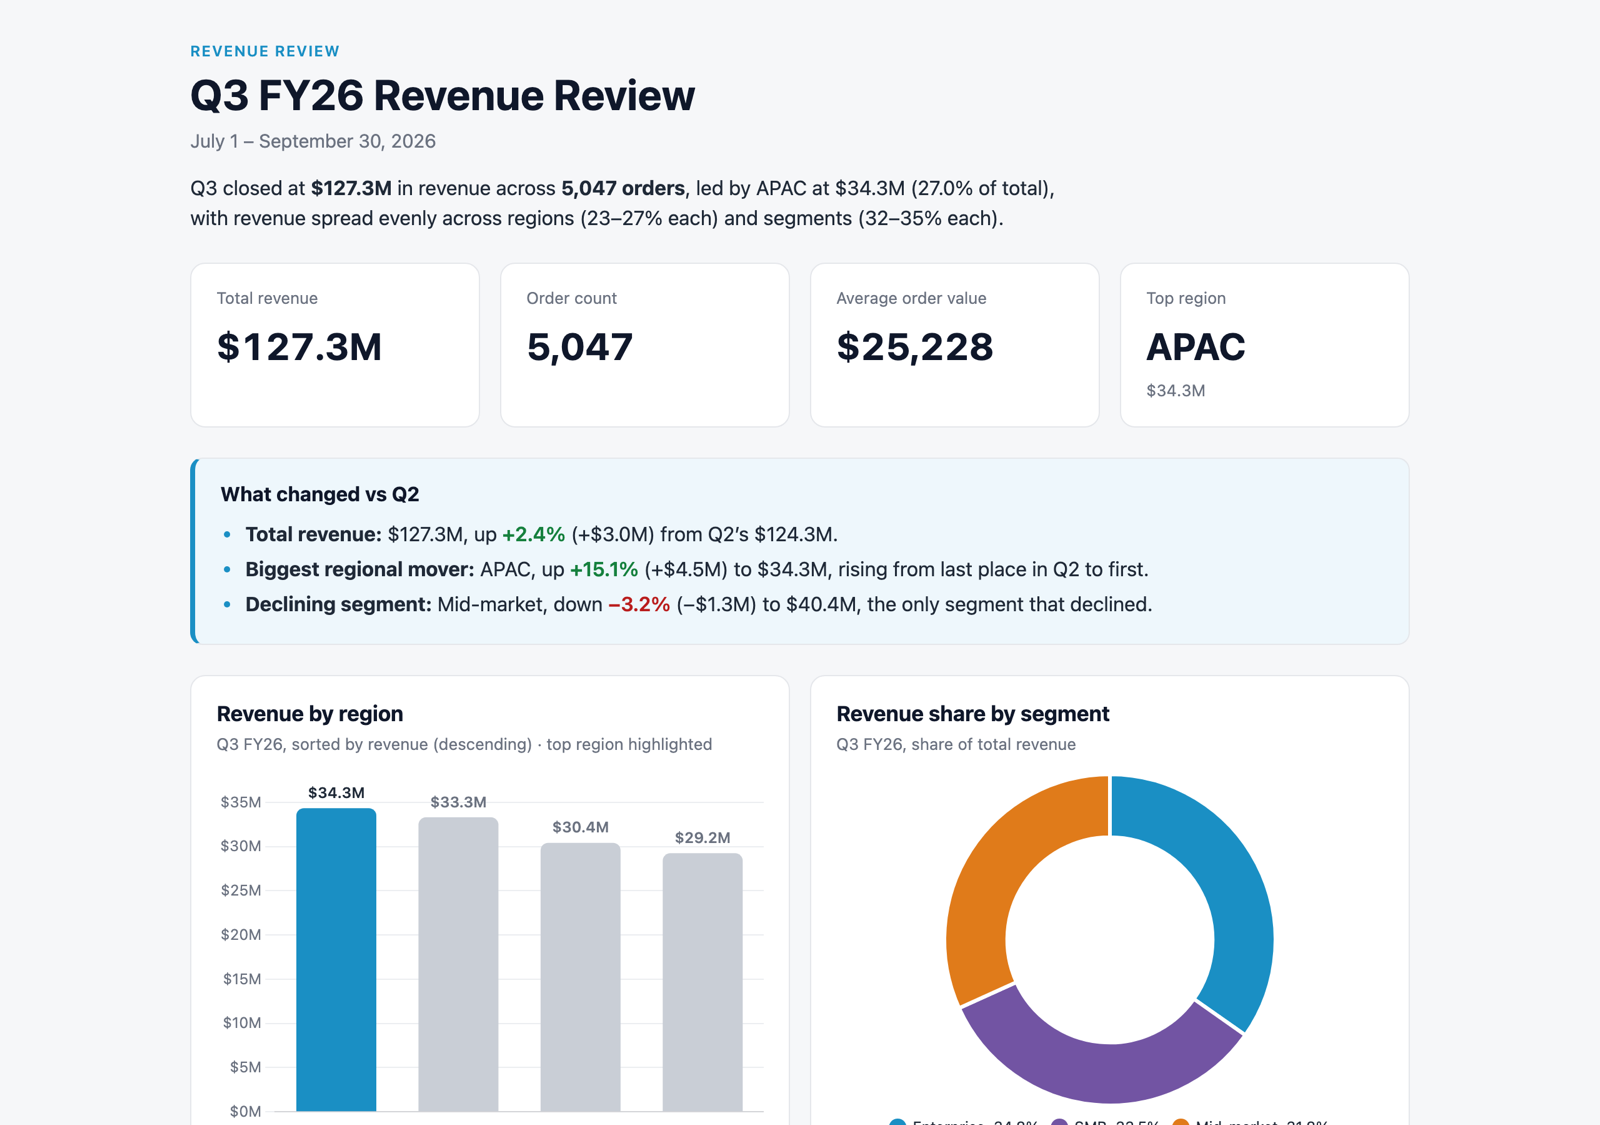 REVENUE REVIEW
Q3 FY26 Revenue Review
July 1 – September 30, 2026
Q3 closed at $127.3M in revenue across 5,047 orders, led by APAC at $34.3M (27.0% of total),
with revenue spread evenly across regions (23–27% each) and segments (32–35% each).
Total revenue
$127.3M
Order count
5,047
Average order value
$25,228
Top region
APAC
$34.3M
What changed vs Q2
• Total revenue: $127.3M, up +2.4% (+$3.0M) from Q2’s $124.3M.
• Biggest regional mover: APAC, up +15.1% (+$4.5M) to $34.3M, rising from last place in Q2 to first.
• Declining segment: Mid-market, down −3.2% (−$1.3M) to $40.4M, the only segment that declined.
Revenue by region
Q3 FY26, sorted by revenue (descending) · top region highlighted
$34.3M
$33.3M
$30.4M
$29.2M
$35M
$30M
$25M
$20M
$15M
$10M
$5M
$0M
Revenue share by segment
Q3 FY26, share of total revenue
Enterprise SMB Mid-market